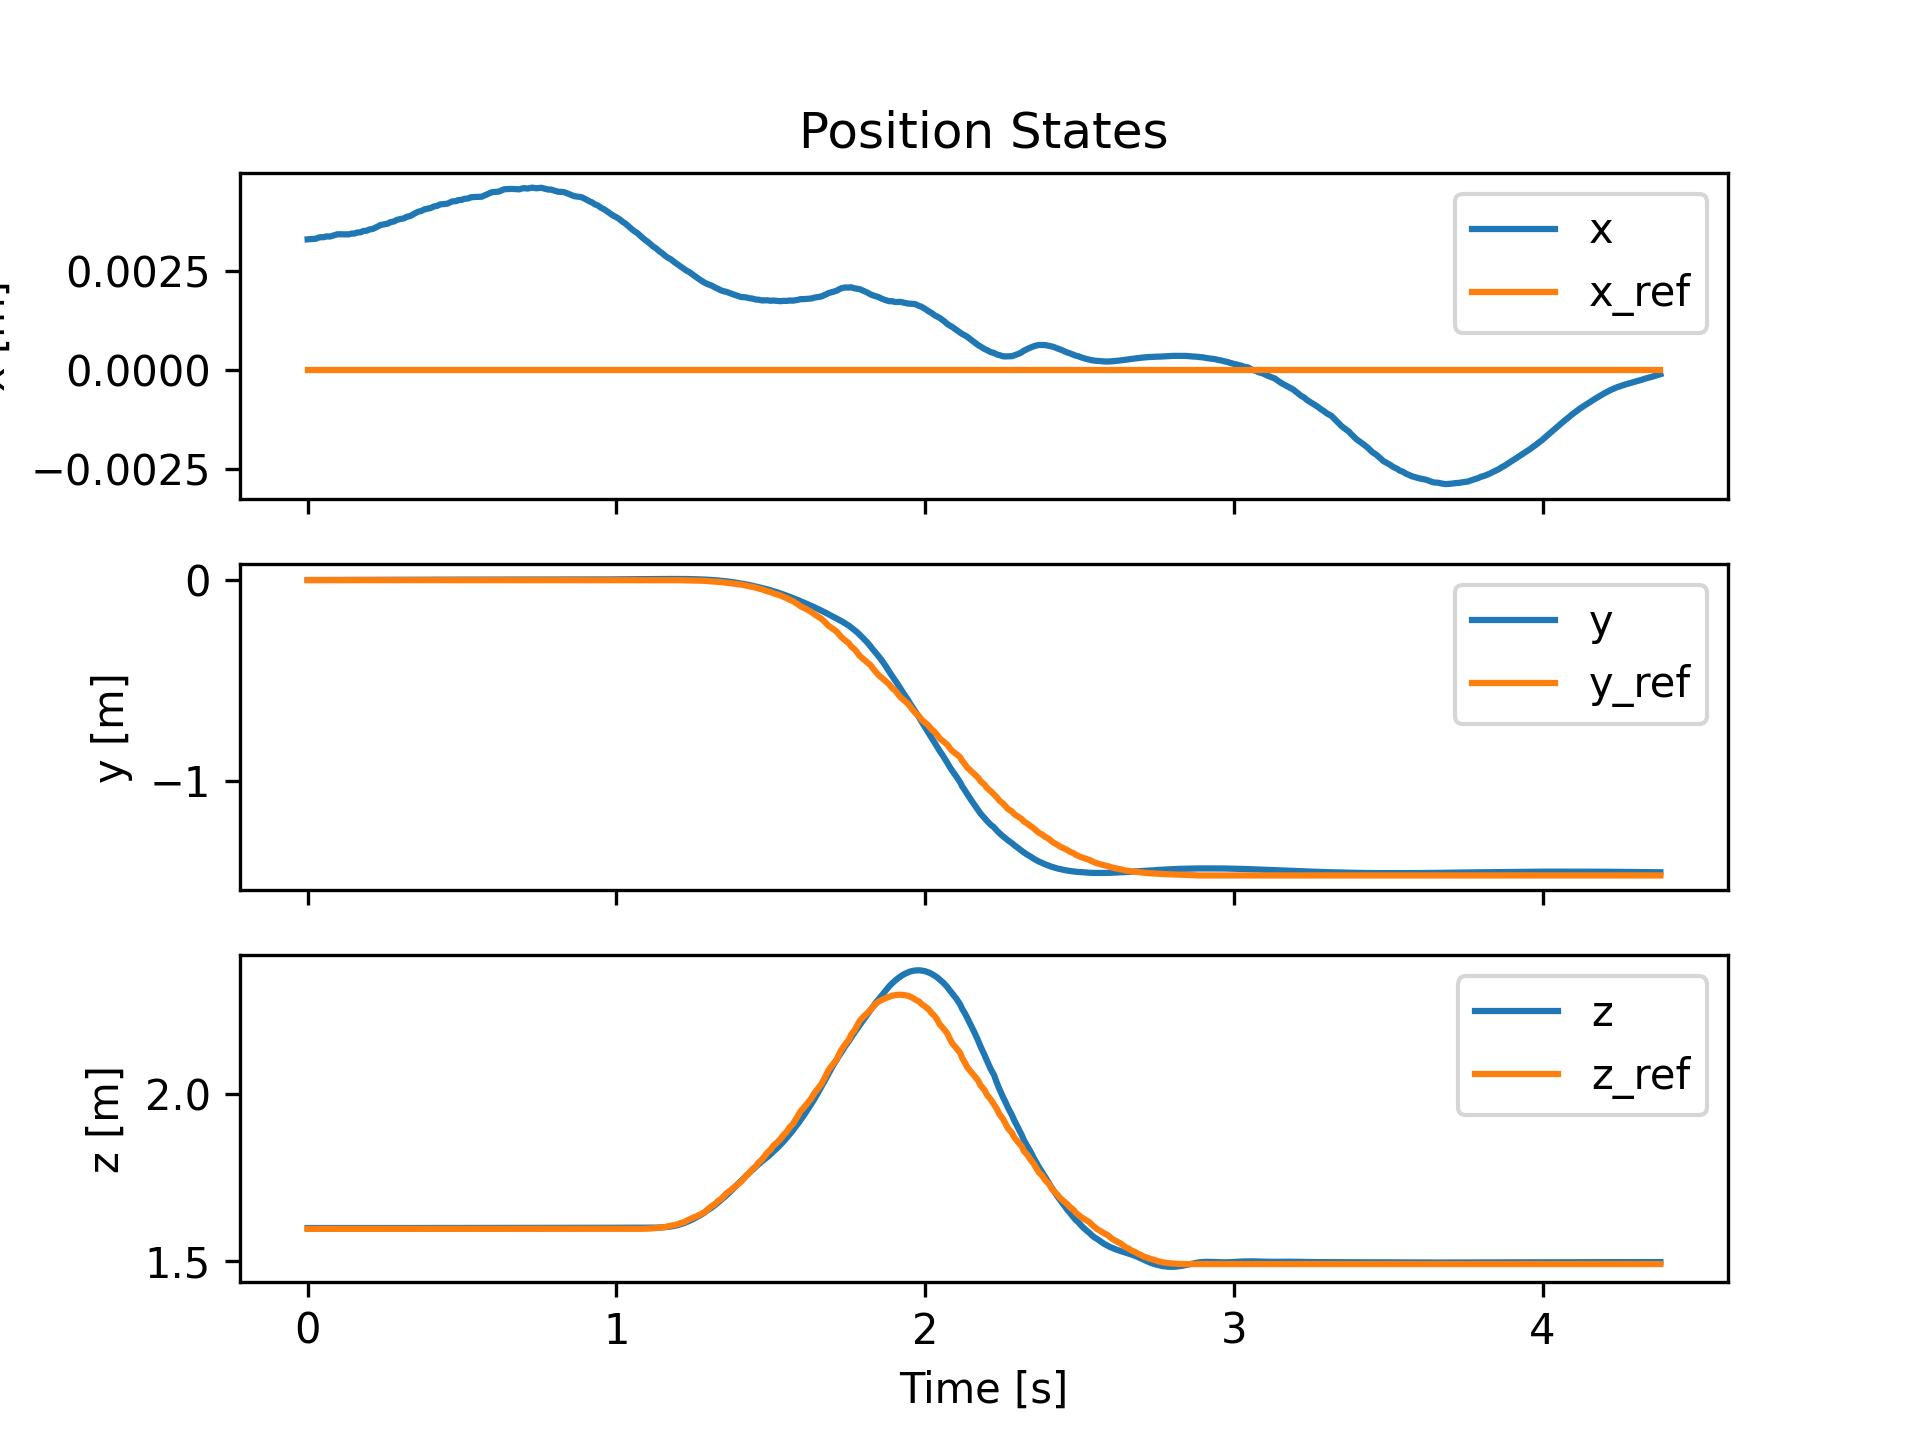 Position States
x
x_ref
0.0025
0.0000
−0.0025
y
y_ref
y [m]
0
−1
z
z_ref
z [m]
2.0
1.5
0
1
2
3
4
Time [s]